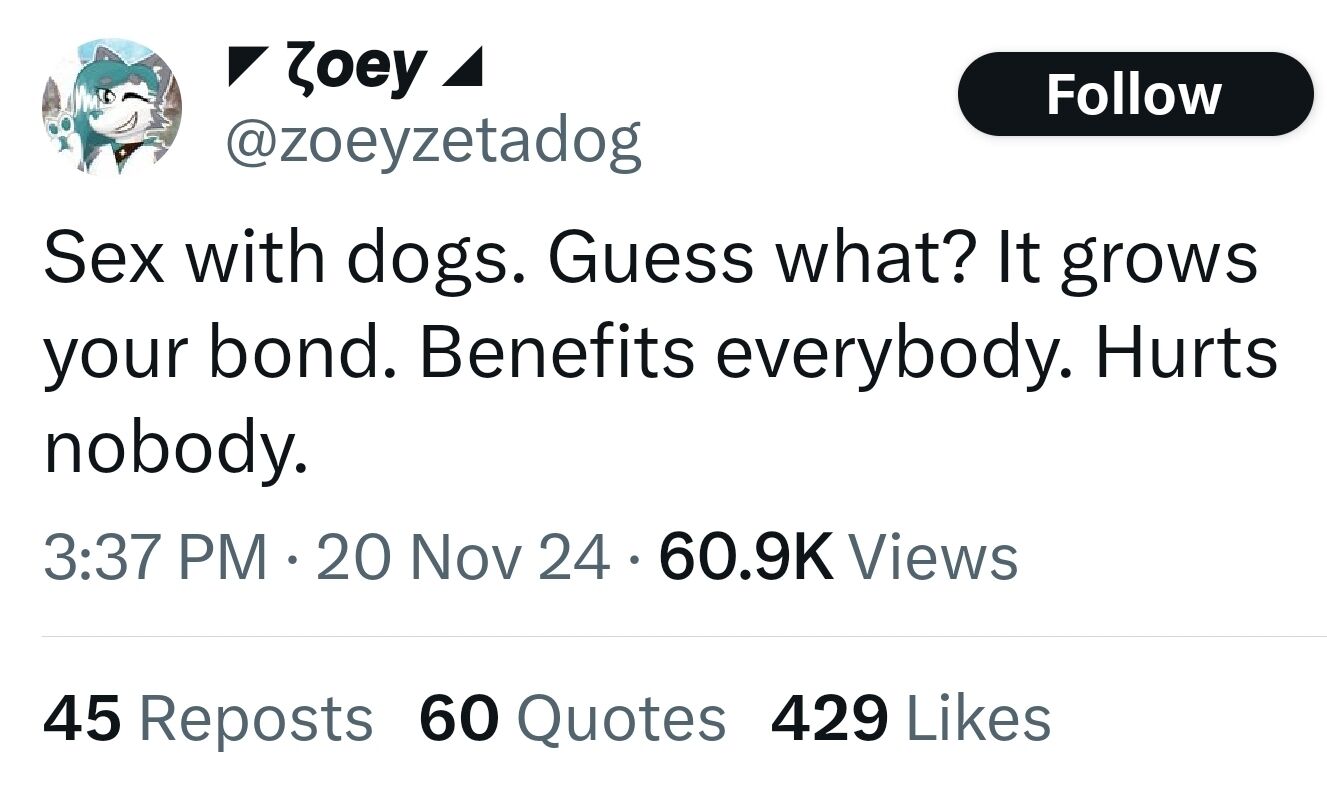 ◤ ζoey ◢
@zoeyzetadog
Follow
Sex with dogs. Guess what? It grows
your bond. Benefits everybody. Hurts
nobody.
3:37 PM · 20 Nov 24 · 60.9K Views
45 Reposts 60 Quotes 429 Likes